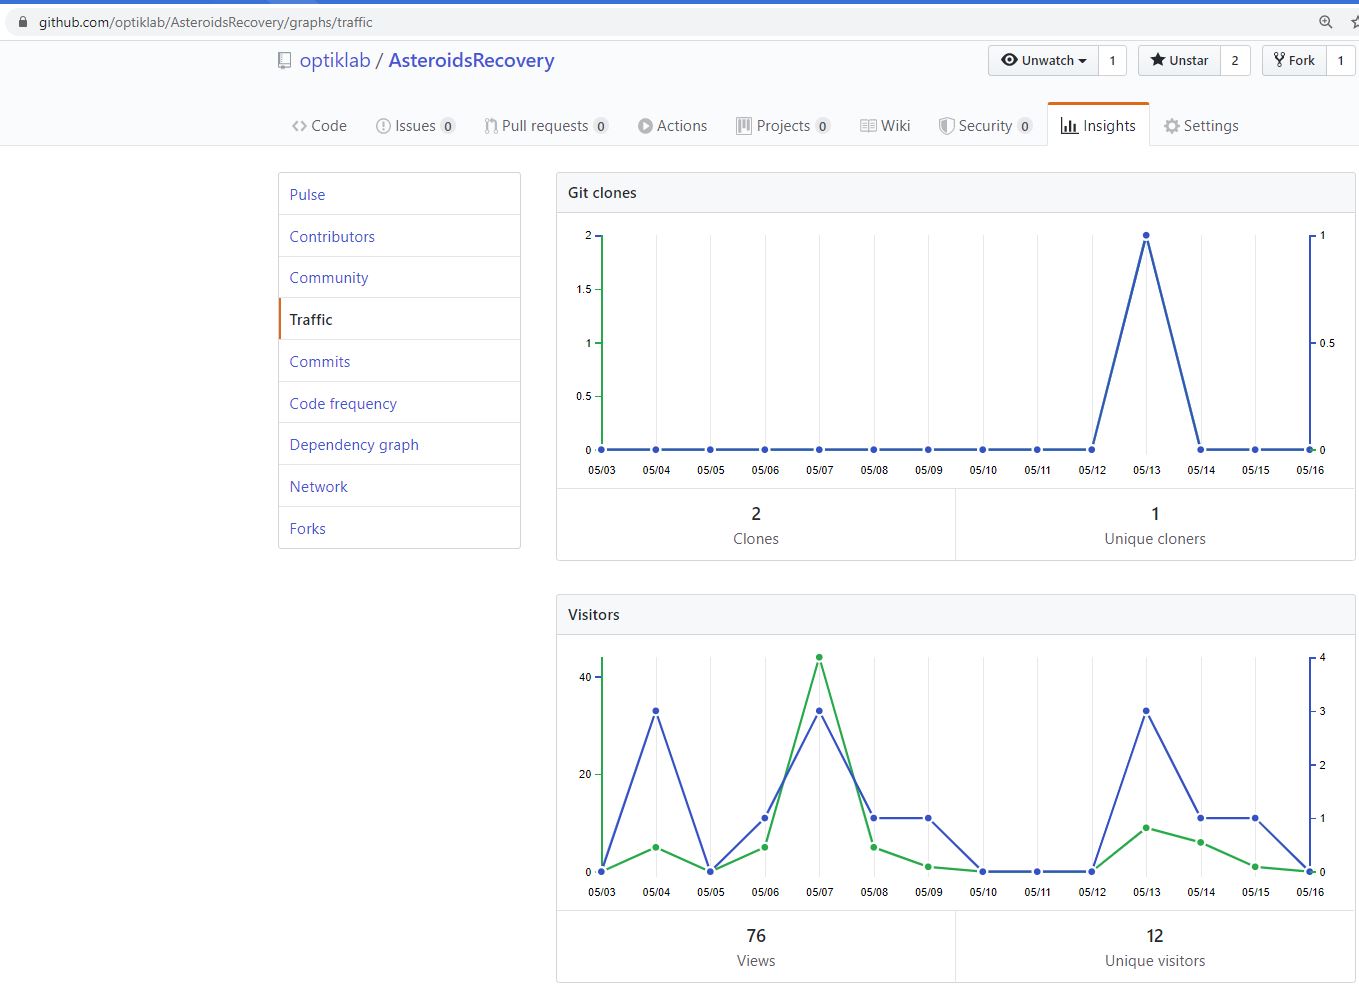 github.com/optiklab/AsteroidsRecovery/graphs/traffic
optiklab / AsteroidsRecovery
Unwatch 1 Unstar 2 Fork 1
Code Issues 0 Pull requests 0 Actions Projects 0 Wiki Security 0 Insights Settings
Pulse
Contributors
Community
Traffic
Commits
Code frequency
Dependency graph
Network
Forks
Git clones
2 1
1.5
1 0.5
0.5
0 0
05/03 05/04 05/05 05/06 05/07 05/08 05/09 05/10 05/11 05/12 05/13 05/14 05/15 05/16
2 1
Clones Unique cloners
Visitors
4
40
3
2
20
1
0 0
05/03 05/04 05/05 05/06 05/07 05/08 05/09 05/10 05/11 05/12 05/13 05/14 05/15 05/16
76 12
Views Unique visitors